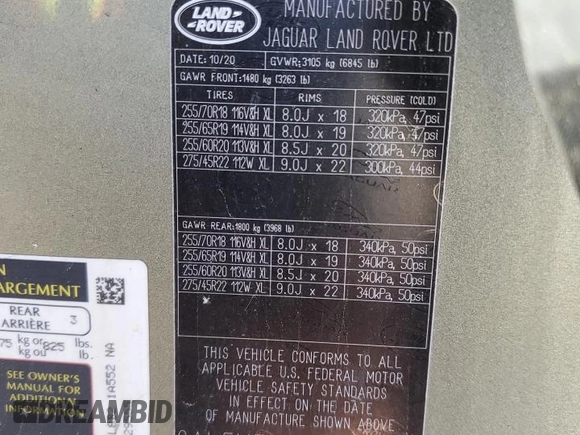 LAND
ROVER
MANUFACTURED BY
JAGUAR LAND ROVER LTD
DATE: 10/20 GVWR: 3105 kg (6845 lb)
GAWR FRONT: 1480 kg (3263 lb)
TIRES RIMS PRESSURE (COLD)
255/70R18 116V&H XL 8.0J x 18 320kPa, 47psi
255/65R19 114V&H XL 8.0J x 19 320kPa, 47psi
255/60R20 113V&H XL 8.5J x 20 320kPa, 47psi
275/45R22 112W XL 9.0J x 22 300kPa, 44psi
GAWR REAR: 1800 kg (3968 lb)
255/70R18 116V&H XL 8.0J x 18 340kPa, 50psi
255/65R19 114V&H XL 8.0J x 19 340kPa, 50psi
255/60R20 113V&H XL 8.5J x 20 340kPa, 50psi
275/45R22 112W XL 9.0J x 22 340kPa, 50psi
THIS VEHICLE CONFORMS TO ALL
APPLICABLE U.S. FEDERAL MOTOR
VEHICLE SAFETY STANDARDS
IN EFFECT ON THE DATE
OF MANUFACTURE SHOWN ABOVE
ARGEMENT
REAR
ARRIÈRE 3
75 kg or 825 lbs.
kg ou lb.
SEE OWNER'S
MANUAL FOR
ADDITIONAL
INFORMATION
1A552 NA
DREAMBID.COM